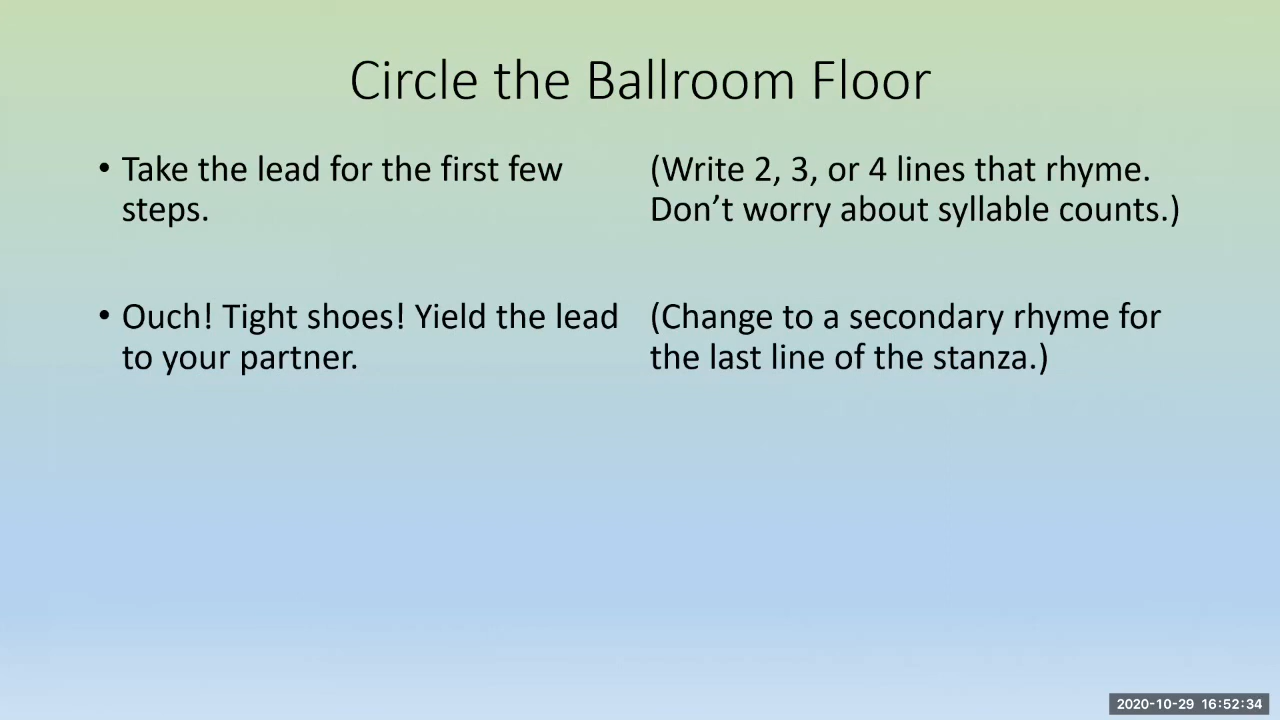 Circle the Ballroom Floor
• Take the lead for the first few
steps.
(Write 2, 3, or 4 lines that rhyme.
Don’t worry about syllable counts.)
• Ouch! Tight shoes! Yield the lead
to your partner.
(Change to a secondary rhyme for
the last line of the stanza.)
2020-10-29 16:52:34